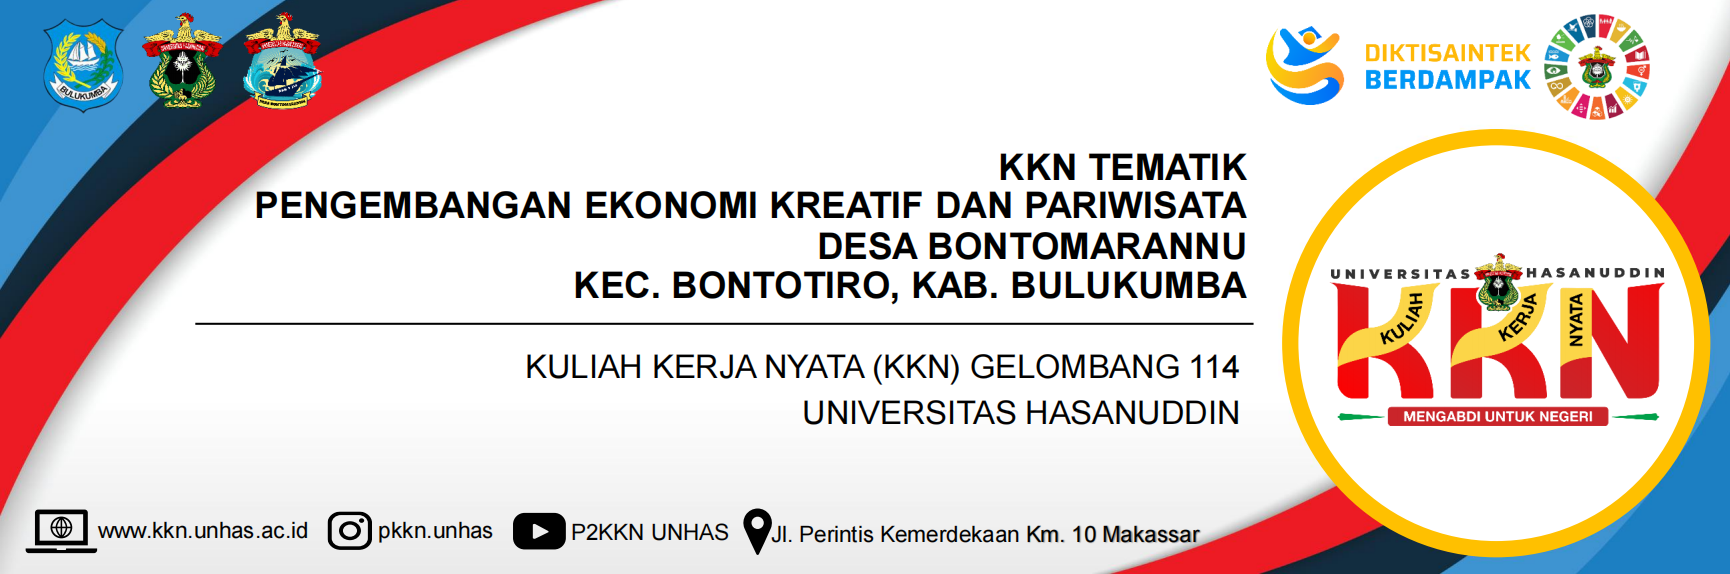 BULUKUMBA
DIKTISAINTEK
BERDAMPAK
KKN TEMATIK
PENGEMBANGAN EKONOMI KREATIF DAN PARIWISATA
DESA BONTOMARANNU
KEC. BONTOTIRO, KAB. BULUKUMBA
KULIAH KERJA NYATA (KKN) GELOMBANG 114
UNIVERSITAS HASANUDDIN
UNIVERSITAS HASANUDDIN
KKN
KULIAH KERJA NYATA
MENGABDI UNTUK NEGERI
www.kkn.unhas.ac.id pkkn.unhas P2KKN UNHAS Jl. Perintis Kemerdekaan Km. 10 Makassar